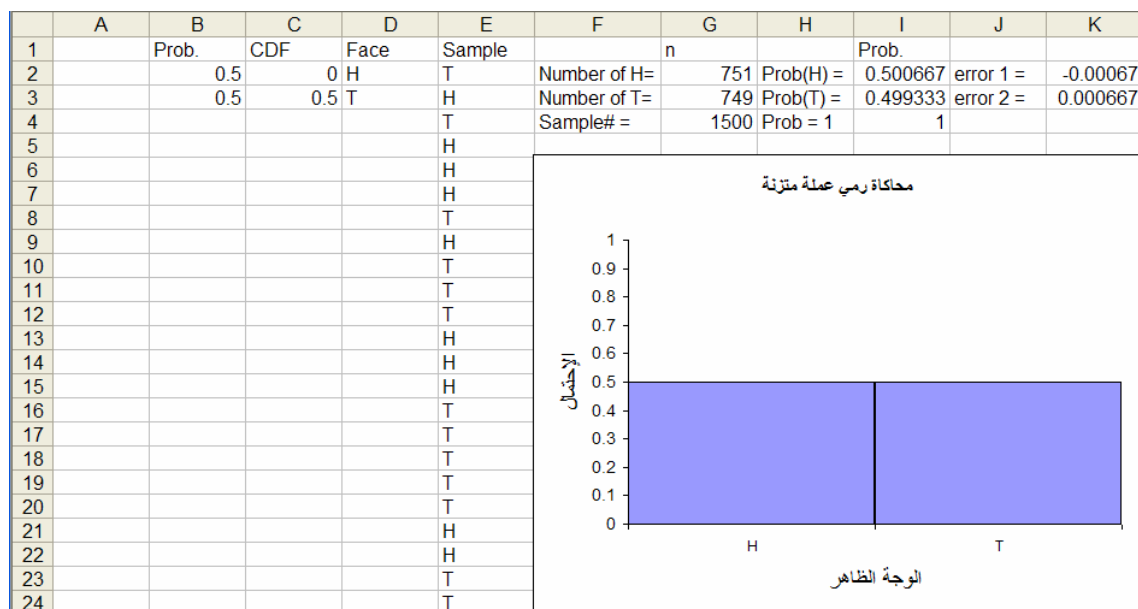 A B C D E F G H I J K
1 Prob. CDF Face Sample n Prob.
2 0.5 0 H T Number of H= 751 Prob(H) = 0.500667 error 1 = -0.00067
3 0.5 0.5 T H Number of T= 749 Prob(T) = 0.499333 error 2 = 0.000667
4 T Sample# = 1500 Prob = 1 1
5 H
6 H
7 H
8 T
9 H
10 T
11 T
12 T
13 H
14 H
15 H
16 T
17 T
18 T
19 T
20 T
21 H
22 H
23 T
24 T
محاكاة رمي عملة متزنة
1
0.9
0.8
0.7
0.6
0.5
0.4
0.3
0.2
0.1
0
الإحتمال
H T
الوجة الظاهر